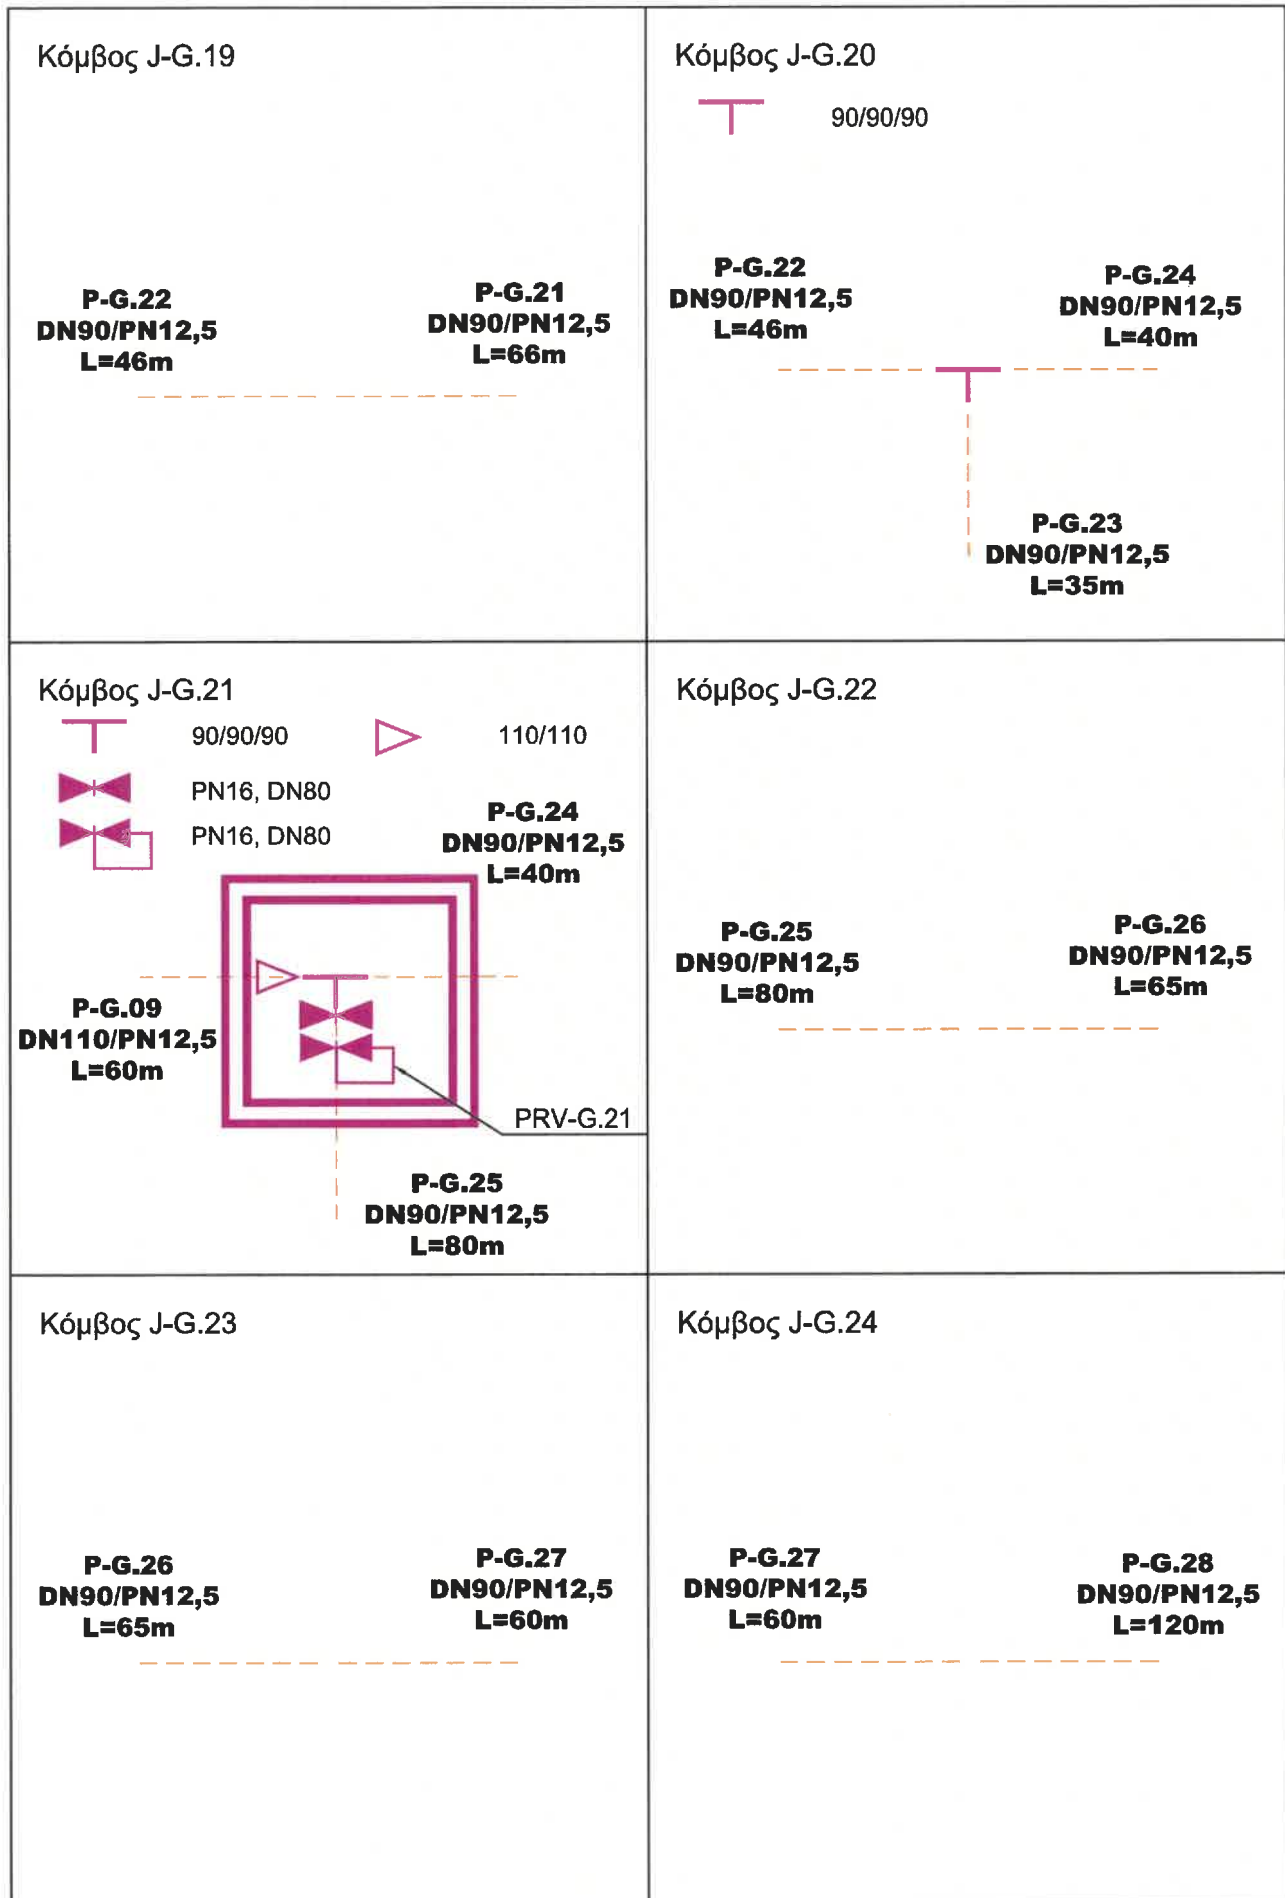 Κόμβος J-G.19
P-G.22
DN90/PN12,5
L=46m
P-G.21
DN90/PN12,5
L=66m
Κόμβος J-G.20
90/90/90
P-G.22
DN90/PN12,5
L=46m
P-G.24
DN90/PN12,5
L=40m
P-G.23
DN90/PN12,5
L=35m
Κόμβος J-G.21
90/90/90
110/110
PN16, DN80
PN16, DN80
P-G.24
DN90/PN12,5
L=40m
P-G.09
DN110/PN12,5
L=60m
PRV-G.21
P-G.25
DN90/PN12,5
L=80m
Κόμβος J-G.22
P-G.25
DN90/PN12,5
L=80m
P-G.26
DN90/PN12,5
L=65m
Κόμβος J-G.23
P-G.26
DN90/PN12,5
L=65m
P-G.27
DN90/PN12,5
L=60m
Κόμβος J-G.24
P-G.27
DN90/PN12,5
L=60m
P-G.28
DN90/PN12,5
L=120m